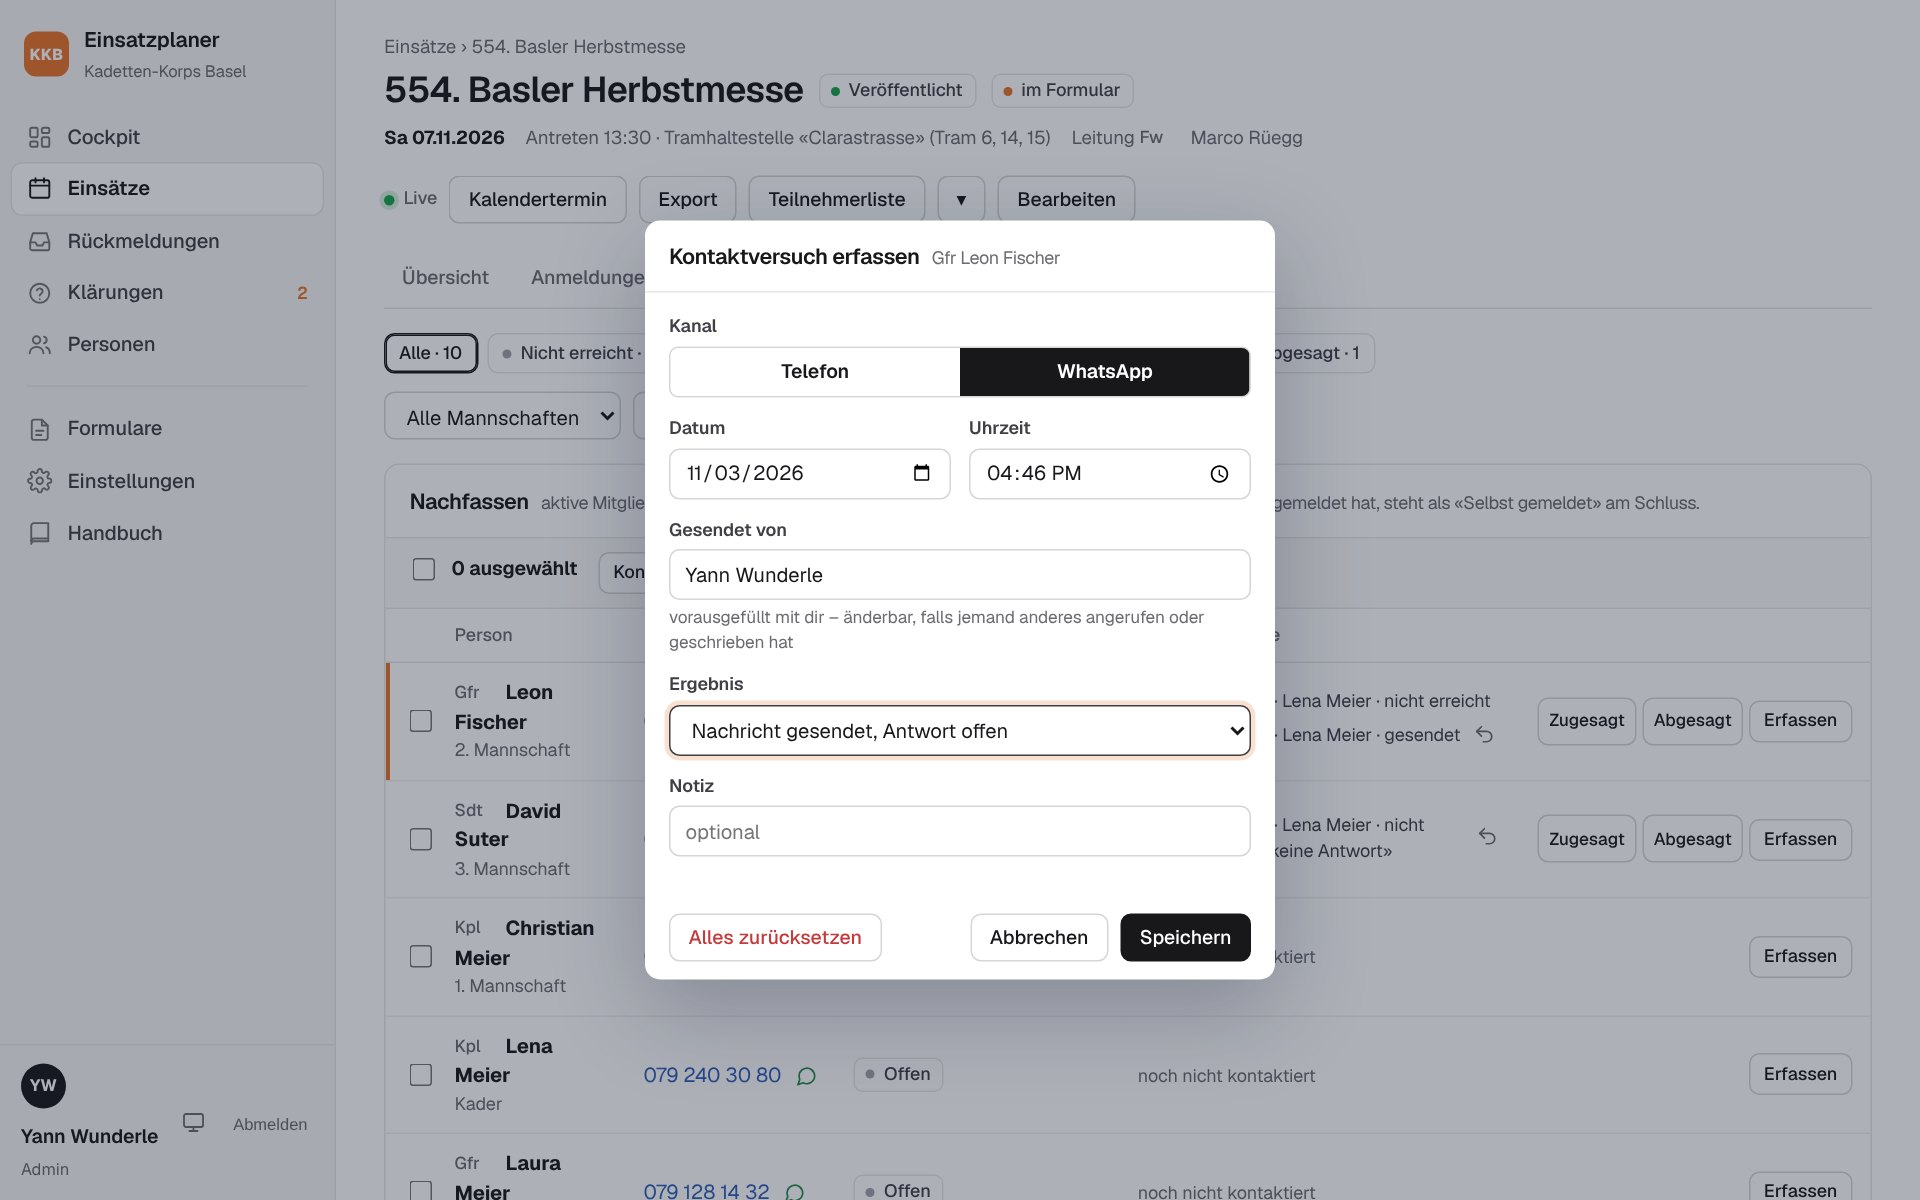 KKB
Einsatzplaner
Kadetten-Korps Basel
Cockpit
Einsätze
Rückmeldungen
Klärungen 2
Personen
Formulare
Einstellungen
Handbuch
YW
Yann Wunderle
Admin
Abmelden
Einsätze › 554. Basler Herbstmesse
554. Basler Herbstmesse Veröffentlicht im Formular
Sa 07.11.2026 Antreten 13:30 · Tramhaltestelle «Clarastrasse» (Tram 6, 14, 15) Leitung Fw Marco Rüegg
Live Kalendertermin Export Teilnehmerliste ▼ Bearbeiten
Übersicht
Alle · 10 Nicht erreicht · · 1
Alle Mannschaften
Nachfassen aktive gemeldet hat, steht als «Selbst gemeldet» am Schluss.
0 ausgewählt
Person
Gfr Leon
Fischer
2. Mannschaft
· Lena Meier · nicht erreicht
· Lena Meier · gesendet
Zugesagt Abgesagt Erfassen
Sdt David
Suter
3. Mannschaft
· Lena Meier · nicht
keine Antwort»
Zugesagt Abgesagt Erfassen
Kpl Christian
Meier
1. Mannschaft
Erfassen
Kpl Lena
Meier
Kader
079 240 30 80 Offen noch nicht kontaktiert Erfassen
Gfr Laura
Meier
079 128 14 32 Offen noch nicht kontaktiert Erfassen
Kontaktversuch erfassen Gfr Leon Fischer
Kanal
Telefon WhatsApp
Datum Uhrzeit
11/03/2026 04:46 PM
Gesendet von
Yann Wunderle
vorausgefüllt mit dir – änderbar, falls jemand anderes angerufen oder
geschrieben hat
Ergebnis
Nachricht gesendet, Antwort offen
Notiz
optional
Alles zurücksetzen Abbrechen Speichern